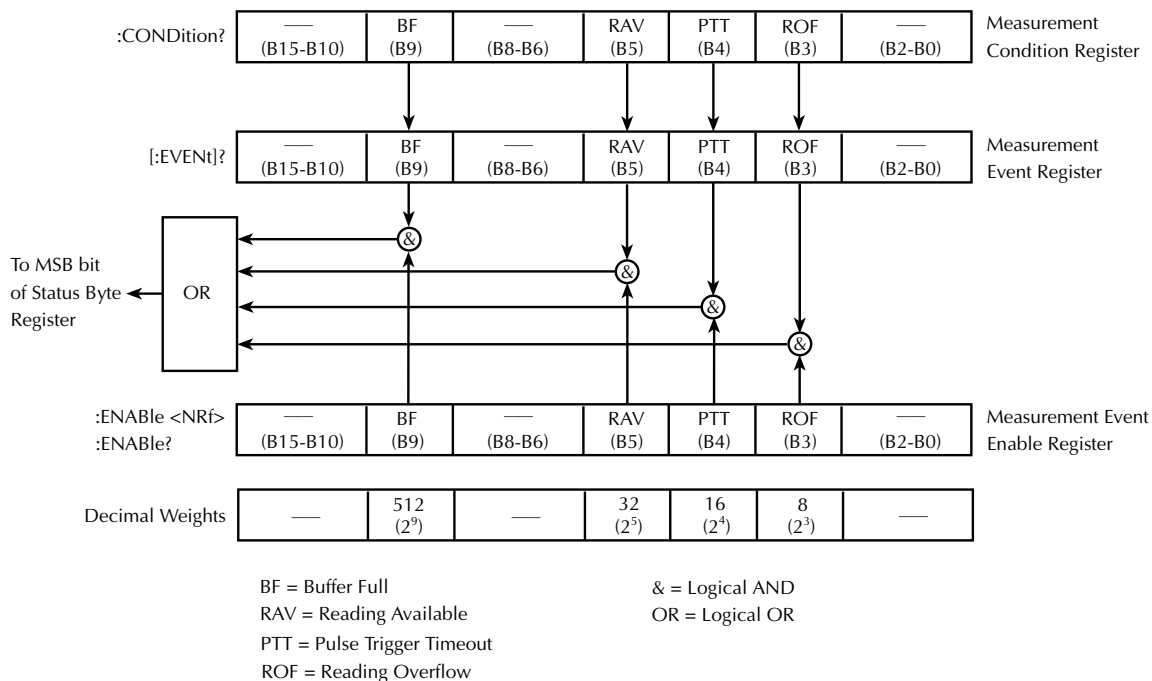 :CONDition?
—— (B15-B10)
BF (B9)
—— (B8-B6)
RAV (B5)
PTT (B4)
ROF (B3)
—— (B2-B0)
Measurement
Condition Register
[:EVENt]?
—— (B15-B10)
BF (B9)
—— (B8-B6)
RAV (B5)
PTT (B4)
ROF (B3)
—— (B2-B0)
Measurement
Event Register
&
&
&
&
To MSB bit
of Status Byte
Register
OR
:ENABle <NRf>
:ENABle?
—— (B15-B10)
BF (B9)
—— (B8-B6)
RAV (B5)
PTT (B4)
ROF (B3)
—— (B2-B0)
Measurement Event
Enable Register
Decimal Weights
——
512 (2⁹)
——
32 (2⁵)
16 (2⁴)
8 (2³)
——
BF = Buffer Full
RAV = Reading Available
PTT = Pulse Trigger Timeout
ROF = Reading Overflow
& = Logical AND
OR = Logical OR